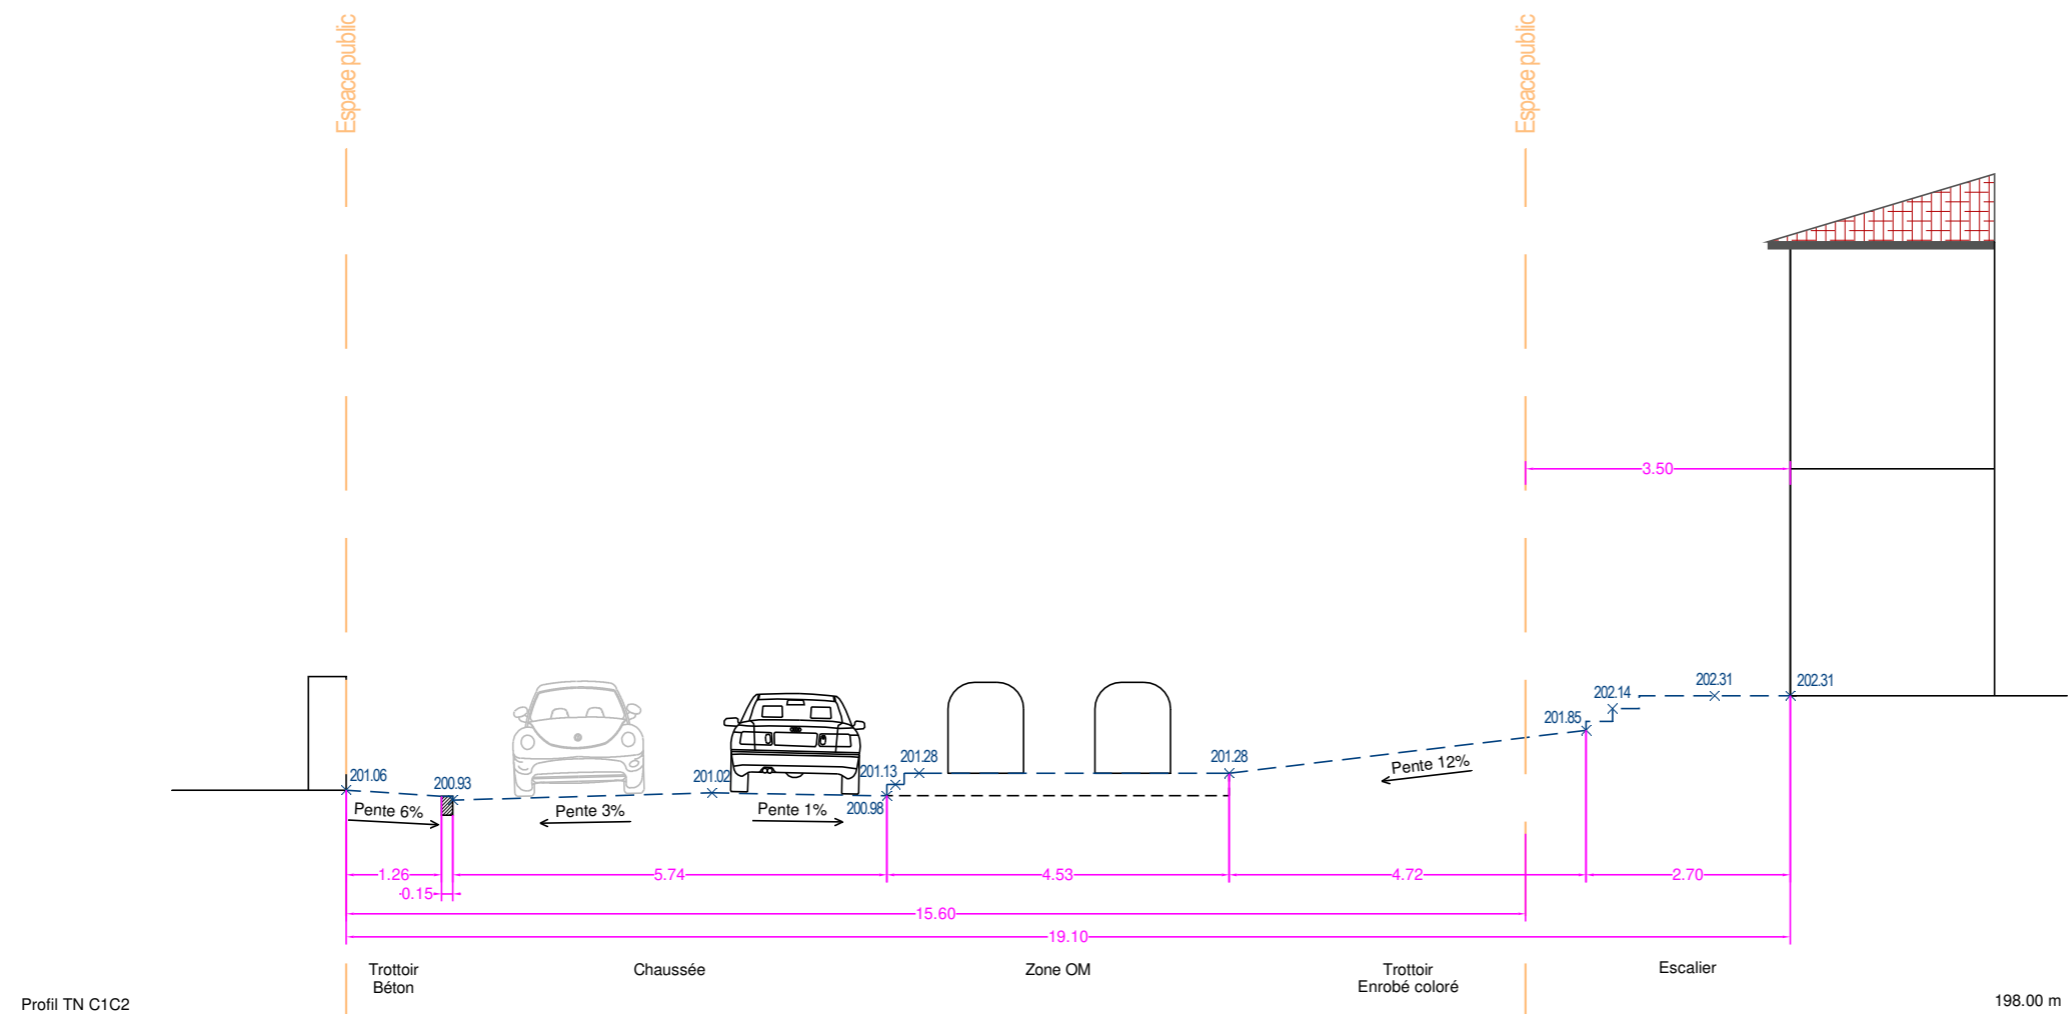 Espace public
Espace public
3.50
202.31
202.31
202.14
201.85
201.28
201.28
201.13
201.06
200.93
201.02
200.98
Pente 6%
Pente 3%
Pente 1%
Pente 12%
1.26
5.74
4.53
4.72
2.70
0.15
15.60
19.10
Trottoir
Béton
Chaussée
Zone OM
Trottoir
Enrobé coloré
Escalier
Profil TN C1C2
198.00 m